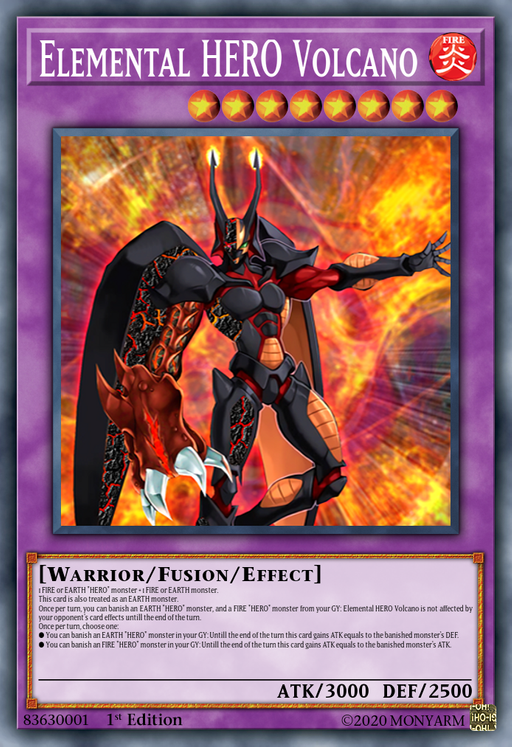 ELEMENTAL HERO VOLCANO
FIRE
炎
[WARRIOR/FUSION/EFFECT]
1 FIRE or EARTH "HERO" monster + 1 FIRE or EARTH monster.
This card is also treated as an EARTH monster.
Once per turn, you can banish an EARTH "HERO" monster, and a FIRE "HERO" monster from your GY: Elemental HERO Volcano is not affected by
your opponent's card effects untill the end of the turn.
Once per turn, choose one:
● You can banish an EARTH "HERO" monster in your GY: Untill the end of the turn this card gains ATK equals to the banished monster's DEF.
● You can banish an FIRE "HERO" monster in your GY: Untill the end of the turn this card gains ATK equals to the banished monster's ATK.
ATK/3000 DEF/2500
83630001 1st Edition ©2020 MONYARM